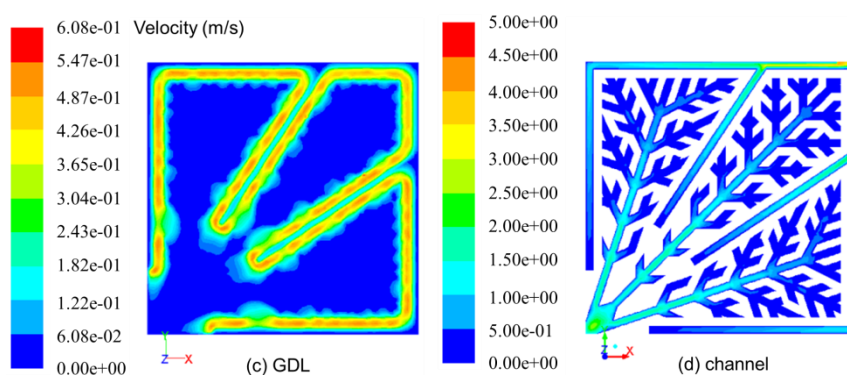 6.08e-01
5.47e-01
4.87e-01
4.26e-01
3.65e-01
3.04e-01
2.43e-01
1.82e-01
1.22e-01
6.08e-02
0.00e+00
Velocity (m/s)
Y
Z
X
(c) GDL
5.00e+00
4.50e+00
4.00e+00
3.50e+00
3.00e+00
2.50e+00
2.00e+00
1.50e+00
1.00e+00
5.00e-01
0.00e+00
Z
X
(d) channel